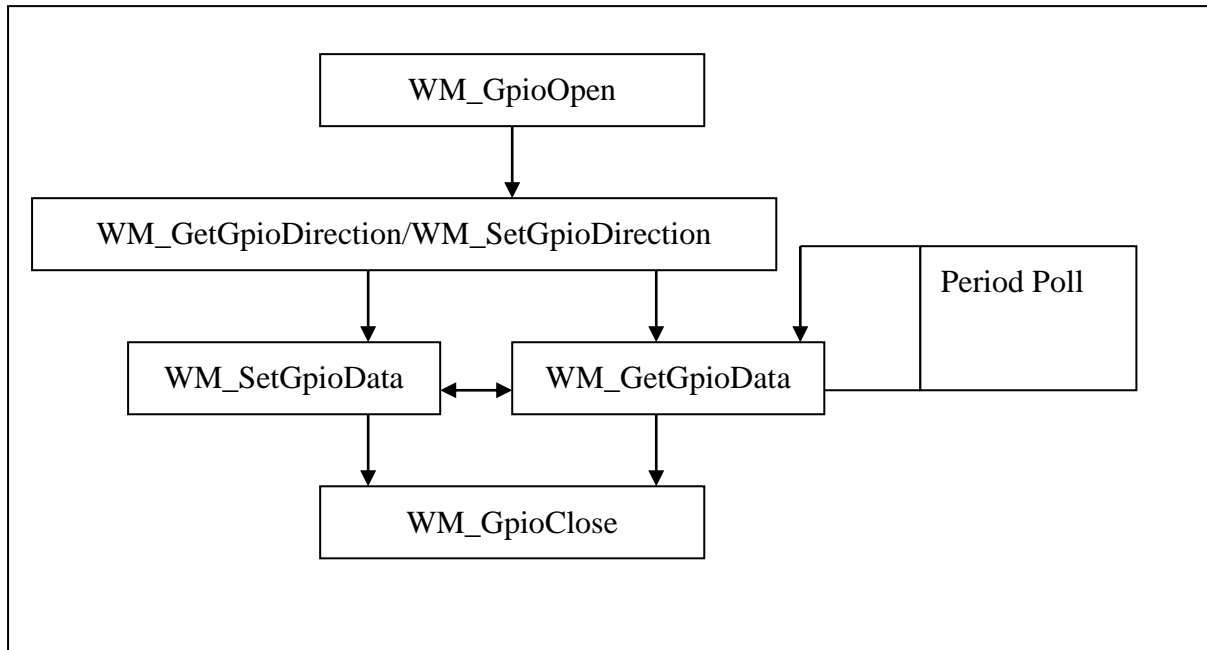 WM_GpioOpen
WM_GetGpioDirection/WM_SetGpioDirection
Period Poll
WM_SetGpioData
WM_GetGpioData
WM_GpioClose